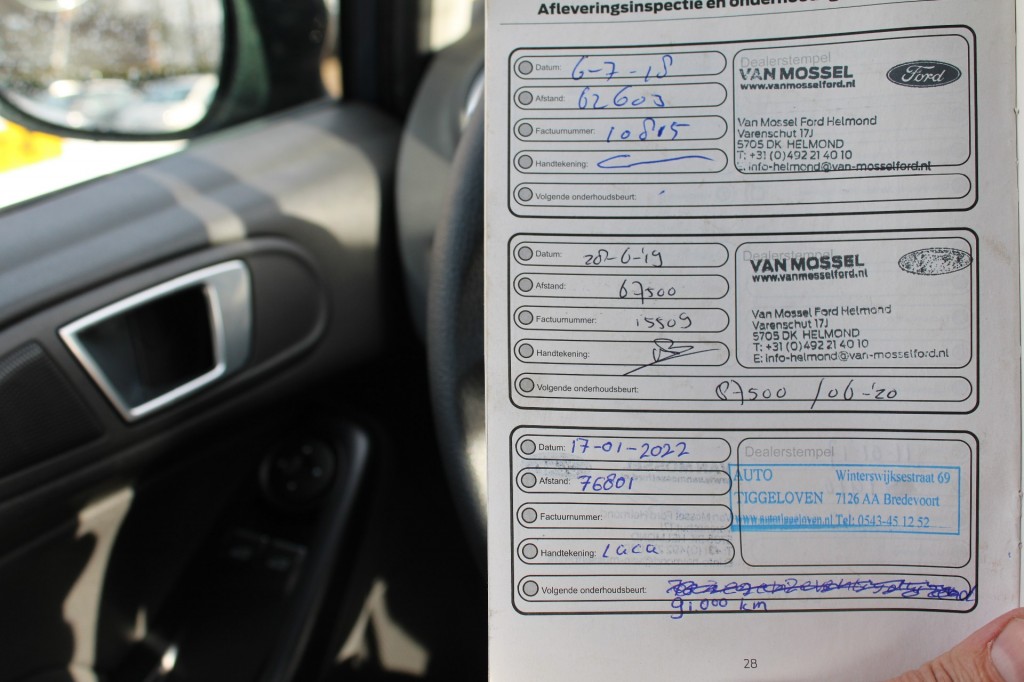 Afleveringsinspectie en
Datum: 6-7-18
Afstand: 62603
Factuurnummer: 10815
Handtekening:
Volgende onderhoudsbeurt:
Dealerstempel
VAN MOSSEL
www.vanmosselford.nl
Ford
Van Mossel Ford Helmond
Varenschut 17J
5705 DK HELMOND
T: +31 (0)492 21 40 10
E: info-helmond@van-mosselford.nl
Datum: 28-6-'19
Afstand: 67500
Factuurnummer: 15509
Handtekening:
Volgende onderhoudsbeurt: 87500 /06-'20
Dealerstempel
VAN MOSSEL
www.vanmosselford.nl
Van Mossel Ford Helmond
Varenschut 17J
5705 DK HELMOND
T: +31 (0)492 21 40 10
E: info-helmond@van-mosselford.nl
Datum: 17-01-2022
Afstand: 76801
Factuurnummer:
Handtekening: Luca
Volgende onderhoudsbeurt:
91.000 km
Dealerstempel
AUTO Winterswijksestraat 69
TIGGELOVEN 7126 AA Bredevoort
www.autotiggeloven.nl Tel: 0543-45 12 52
28